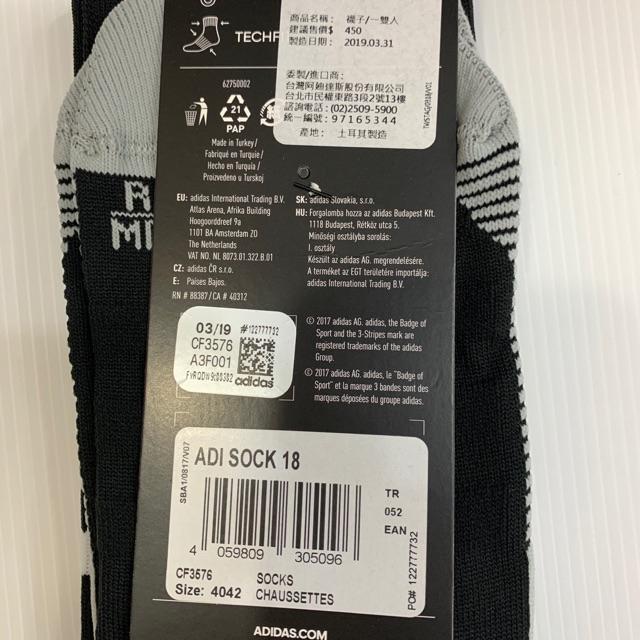 商品名稱: 襪子/一雙入
建議售價$ 450
製造日期: 2019.03.31
委製/進口商:
台灣阿迪達斯股份有限公司
台北市民權東路3段2號13樓
諮詢電話:(02)2509-5900
統一編號:97165344
產地: 土耳其製造
TWSTAG/0818/V01
TECHF
62750002
21
PAP
Made in Turkey/
Fabriqué en Turquie/
Hecho en Turquía/
Proizvedeno u Turskoj
EU: adidas International Trading B.V.
Atlas Arena, Afrika Building
Hoogoorddreef 9a
1101 BA Amsterdam ZO
The Netherlands
VAT NO. NL 8073.01.322.B.01
CZ: adidas ČR s.r.o.
E: Países Bajos.
RN # 88387/CA # 40312
SK: adidas Slovakia, s.r.o.
HU: Forgalomba hozza az adidas Budapest Kft.
1118 Budapest, Rétköz utca 5.
Minőségi osztályba sorolás:
I. osztály
Készült az adidas AG. megrendelésére.
A terméket az EGT területére importálja:
adidas International Trading B.V.
© 2017 adidas AG. adidas, the Badge of
Sport and the 3-Stripes mark are
registered trademarks of the adidas
Group.
© 2017 adidas AG. adidas, le "Badge of
Sport" et la marque 3 bandes sont des
marques déposées du groupe adidas.
03/19 #122777732
CF3576
A3F001
adidas
SBA1/0817/V07
ADI SOCK 18
TR
052
EAN
4 059809 305096
CF3576 SOCKS
Size: 4042 CHAUSSETTES
PO# 122777732
ADIDAS.COM